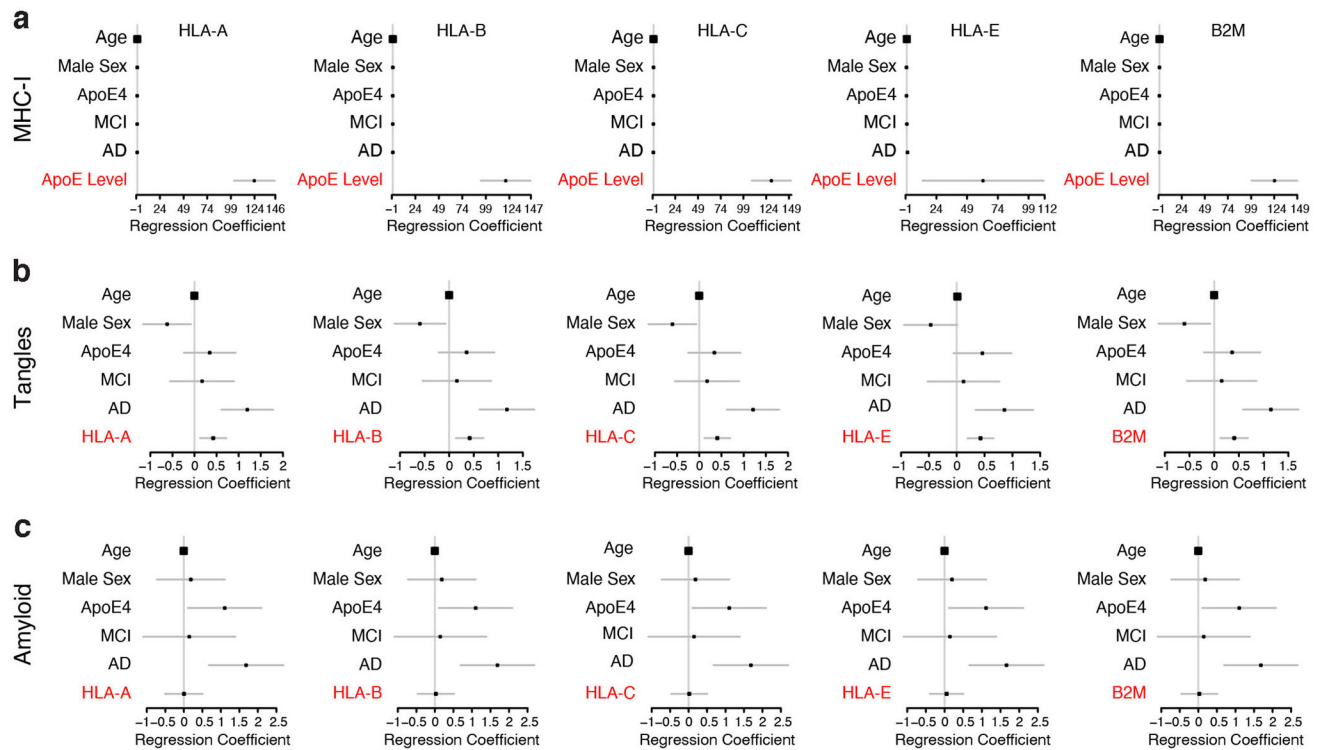 a
MHC-I
HLA-A
Age
Male Sex
ApoE4
MCI
AD
ApoE Level
−1 24 49 74 99 124 146
Regression Coefficient
HLA-B
Age
Male Sex
ApoE4
MCI
AD
ApoE Level
−1 24 49 74 99 124 147
Regression Coefficient
HLA-C
Age
Male Sex
ApoE4
MCI
AD
ApoE Level
−1 24 49 74 99 124 149
Regression Coefficient
HLA-E
Age
Male Sex
ApoE4
MCI
AD
ApoE Level
−1 24 49 74 99 112
Regression Coefficient
B2M
Age
Male Sex
ApoE4
MCI
AD
ApoE Level
−1 24 49 74 99 124 149
Regression Coefficient
b
Tangles
Age
Male Sex
ApoE4
MCI
AD
HLA-A
−1 −0.5 0 0.5 1 1.5 2
Regression Coefficient
Age
Male Sex
ApoE4
MCI
AD
HLA-B
−1 −0.5 0 0.5 1 1.5
Regression Coefficient
Age
Male Sex
ApoE4
MCI
AD
HLA-C
−1 −0.5 0 0.5 1 1.5 2
Regression Coefficient
Age
Male Sex
ApoE4
MCI
AD
HLA-E
−1 −0.5 0 0.5 1 1.5
Regression Coefficient
Age
Male Sex
ApoE4
MCI
AD
B2M
−1 −0.5 0 0.5 1 1.5
Regression Coefficient
c
Amyloid
Age
Male Sex
ApoE4
MCI
AD
HLA-A
−1 −0.5 0 0.5 1 1.5 2 2.5
Regression Coefficient
Age
Male Sex
ApoE4
MCI
AD
HLA-B
−1 −0.5 0 0.5 1 1.5 2 2.5
Regression Coefficient
Age
Male Sex
ApoE4
MCI
AD
HLA-C
−1 −0.5 0 0.5 1 1.5 2 2.5
Regression Coefficient
Age
Male Sex
ApoE4
MCI
AD
HLA-E
−1 −0.5 0 0.5 1 1.5 2 2.5
Regression Coefficient
Age
Male Sex
ApoE4
MCI
AD
B2M
−1 −0.5 0 0.5 1 1.5 2 2.5
Regression Coefficient